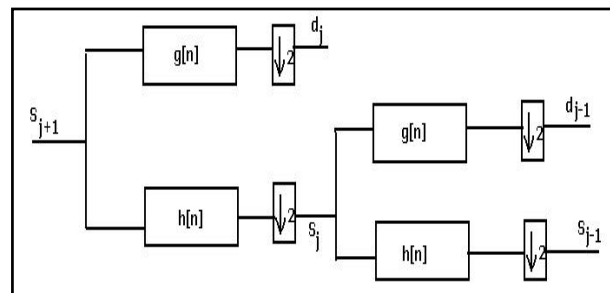 d_j
g[n]
↓2
S_{j+1}
d_{j-1}
g[n]
↓2
h[n]
↓2
S_j
S_{j-1}
h[n]
↓2